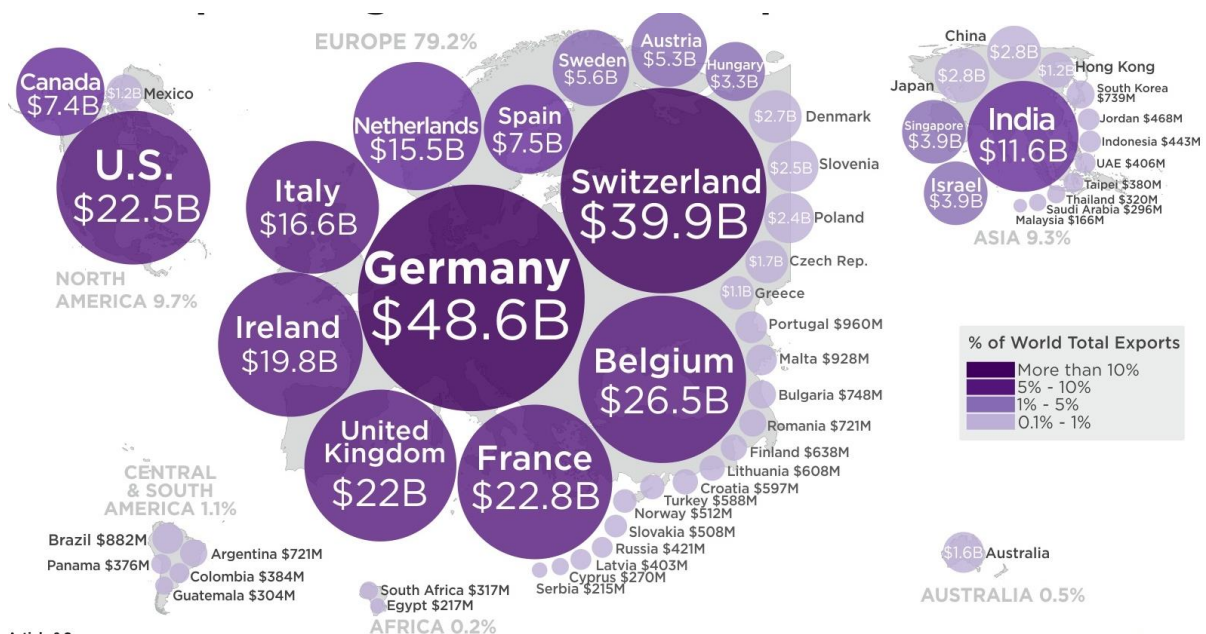 EUROPE 79.2%
Canada
$7.4B
$1.2B Mexico
U.S.
$22.5B
NORTH
AMERICA 9.7%
Sweden
$5.6B
Austria
$5.3B
Hungary
$3.3B
Netherlands
$15.5B
Spain
$7.5B
$2.7B Denmark
Switzerland
$39.9B
$2.5B Slovenia
Italy
$16.6B
$2.4B Poland
Germany
$48.6B
$1.7B Czech Rep.
$1.1B Greece
Ireland
$19.8B
Belgium
$26.5B
Portugal $960M
Malta $928M
Bulgaria $748M
Romania $721M
United
Kingdom
$22B
France
$22.8B
Finland $638M
Lithuania $608M
Croatia $597M
Turkey $588M
Norway $512M
Slovakia $508M
Russia $421M
Latvia $403M
Cyprus $270M
Serbia $215M
China
$2.8B
Japan
$2.8B
$1.2B Hong Kong
South Korea
$739M
Singapore
$3.9B
India
$11.6B
Jordan $468M
Indonesia $443M
UAE $406M
Israel
$3.9B
Taipei $380M
Thailand $320M
Saudi Arabia $296M
Malaysia $166M
ASIA 9.3%
% of World Total Exports
More than 10%
5% - 10%
1% - 5%
0.1% - 1%
CENTRAL
& SOUTH
AMERICA 1.1%
Brazil $882M
Argentina $721M
Panama $376M
Colombia $384M
Guatemala $304M
South Africa $317M
Egypt $217M
AFRICA 0.2%
$1.6B Australia
AUSTRALIA 0.5%